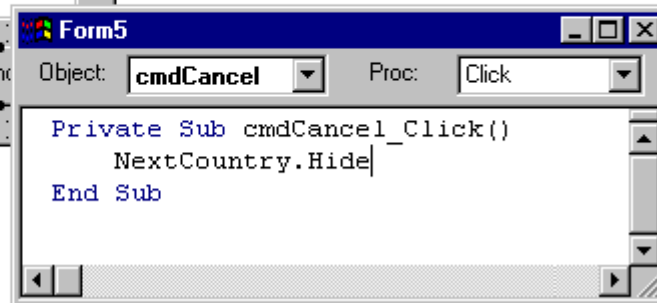 Form5
Object: cmdCancel Proc: Click
Private Sub cmdCancel_Click()
NextCountry.Hide
End Sub